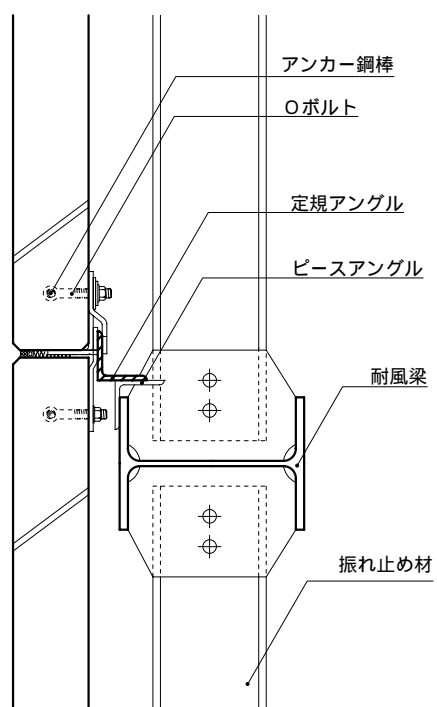 アンカー鋼棒
Oボルト
定規アングル
ピースアングル
耐風梁
振れ止め材